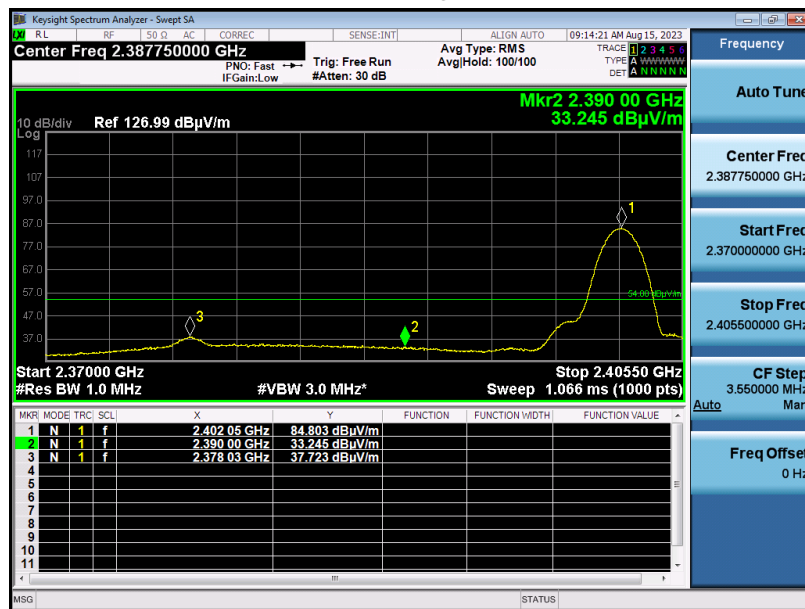 Keysight Spectrum Analyzer - Swept SA
LXI RL RF 50 Ω AC CORREC SENSE:INT ALIGN AUTO 09:14:21 AM Aug 15, 2023
Center Freq 2.387750000 GHz
PNO: Fast
IFGain:Low
Trig: Free Run
#Atten: 30 dB
Avg Type: RMS
Avg|Hold: 100/100
TRACE 1 2 3 4 5 6
TYPE A WWWWW
DET A N N N N N
Mkr2 2.390 00 GHz
33.245 dBµV/m
10 dB/div Ref 126.99 dBµV/m
Log
117
107
97.0
87.0
77.0
67.0
57.0
47.0
37.0
1
2
3
54.00 dBµV/m
Start 2.37000 GHz Stop 2.40550 GHz
#Res BW 1.0 MHz #VBW 3.0 MHz* Sweep 1.066 ms (1000 pts)
MKR MODE TRC SCL X Y FUNCTION FUNCTION WIDTH FUNCTION VALUE
1 N 1 f 2.402 05 GHz 84.803 dBµV/m
2 N 1 f 2.390 00 GHz 33.245 dBµV/m
3 N 1 f 2.378 03 GHz 37.723 dBµV/m
4
5
6
7
8
9
10
11
MSG STATUS
Frequency
Auto Tune
Center Freq
2.387750000 GHz
Start Freq
2.370000000 GHz
Stop Freq
2.405500000 GHz
CF Step
3.550000 MHz
Auto Man
Freq Offset
0 Hz